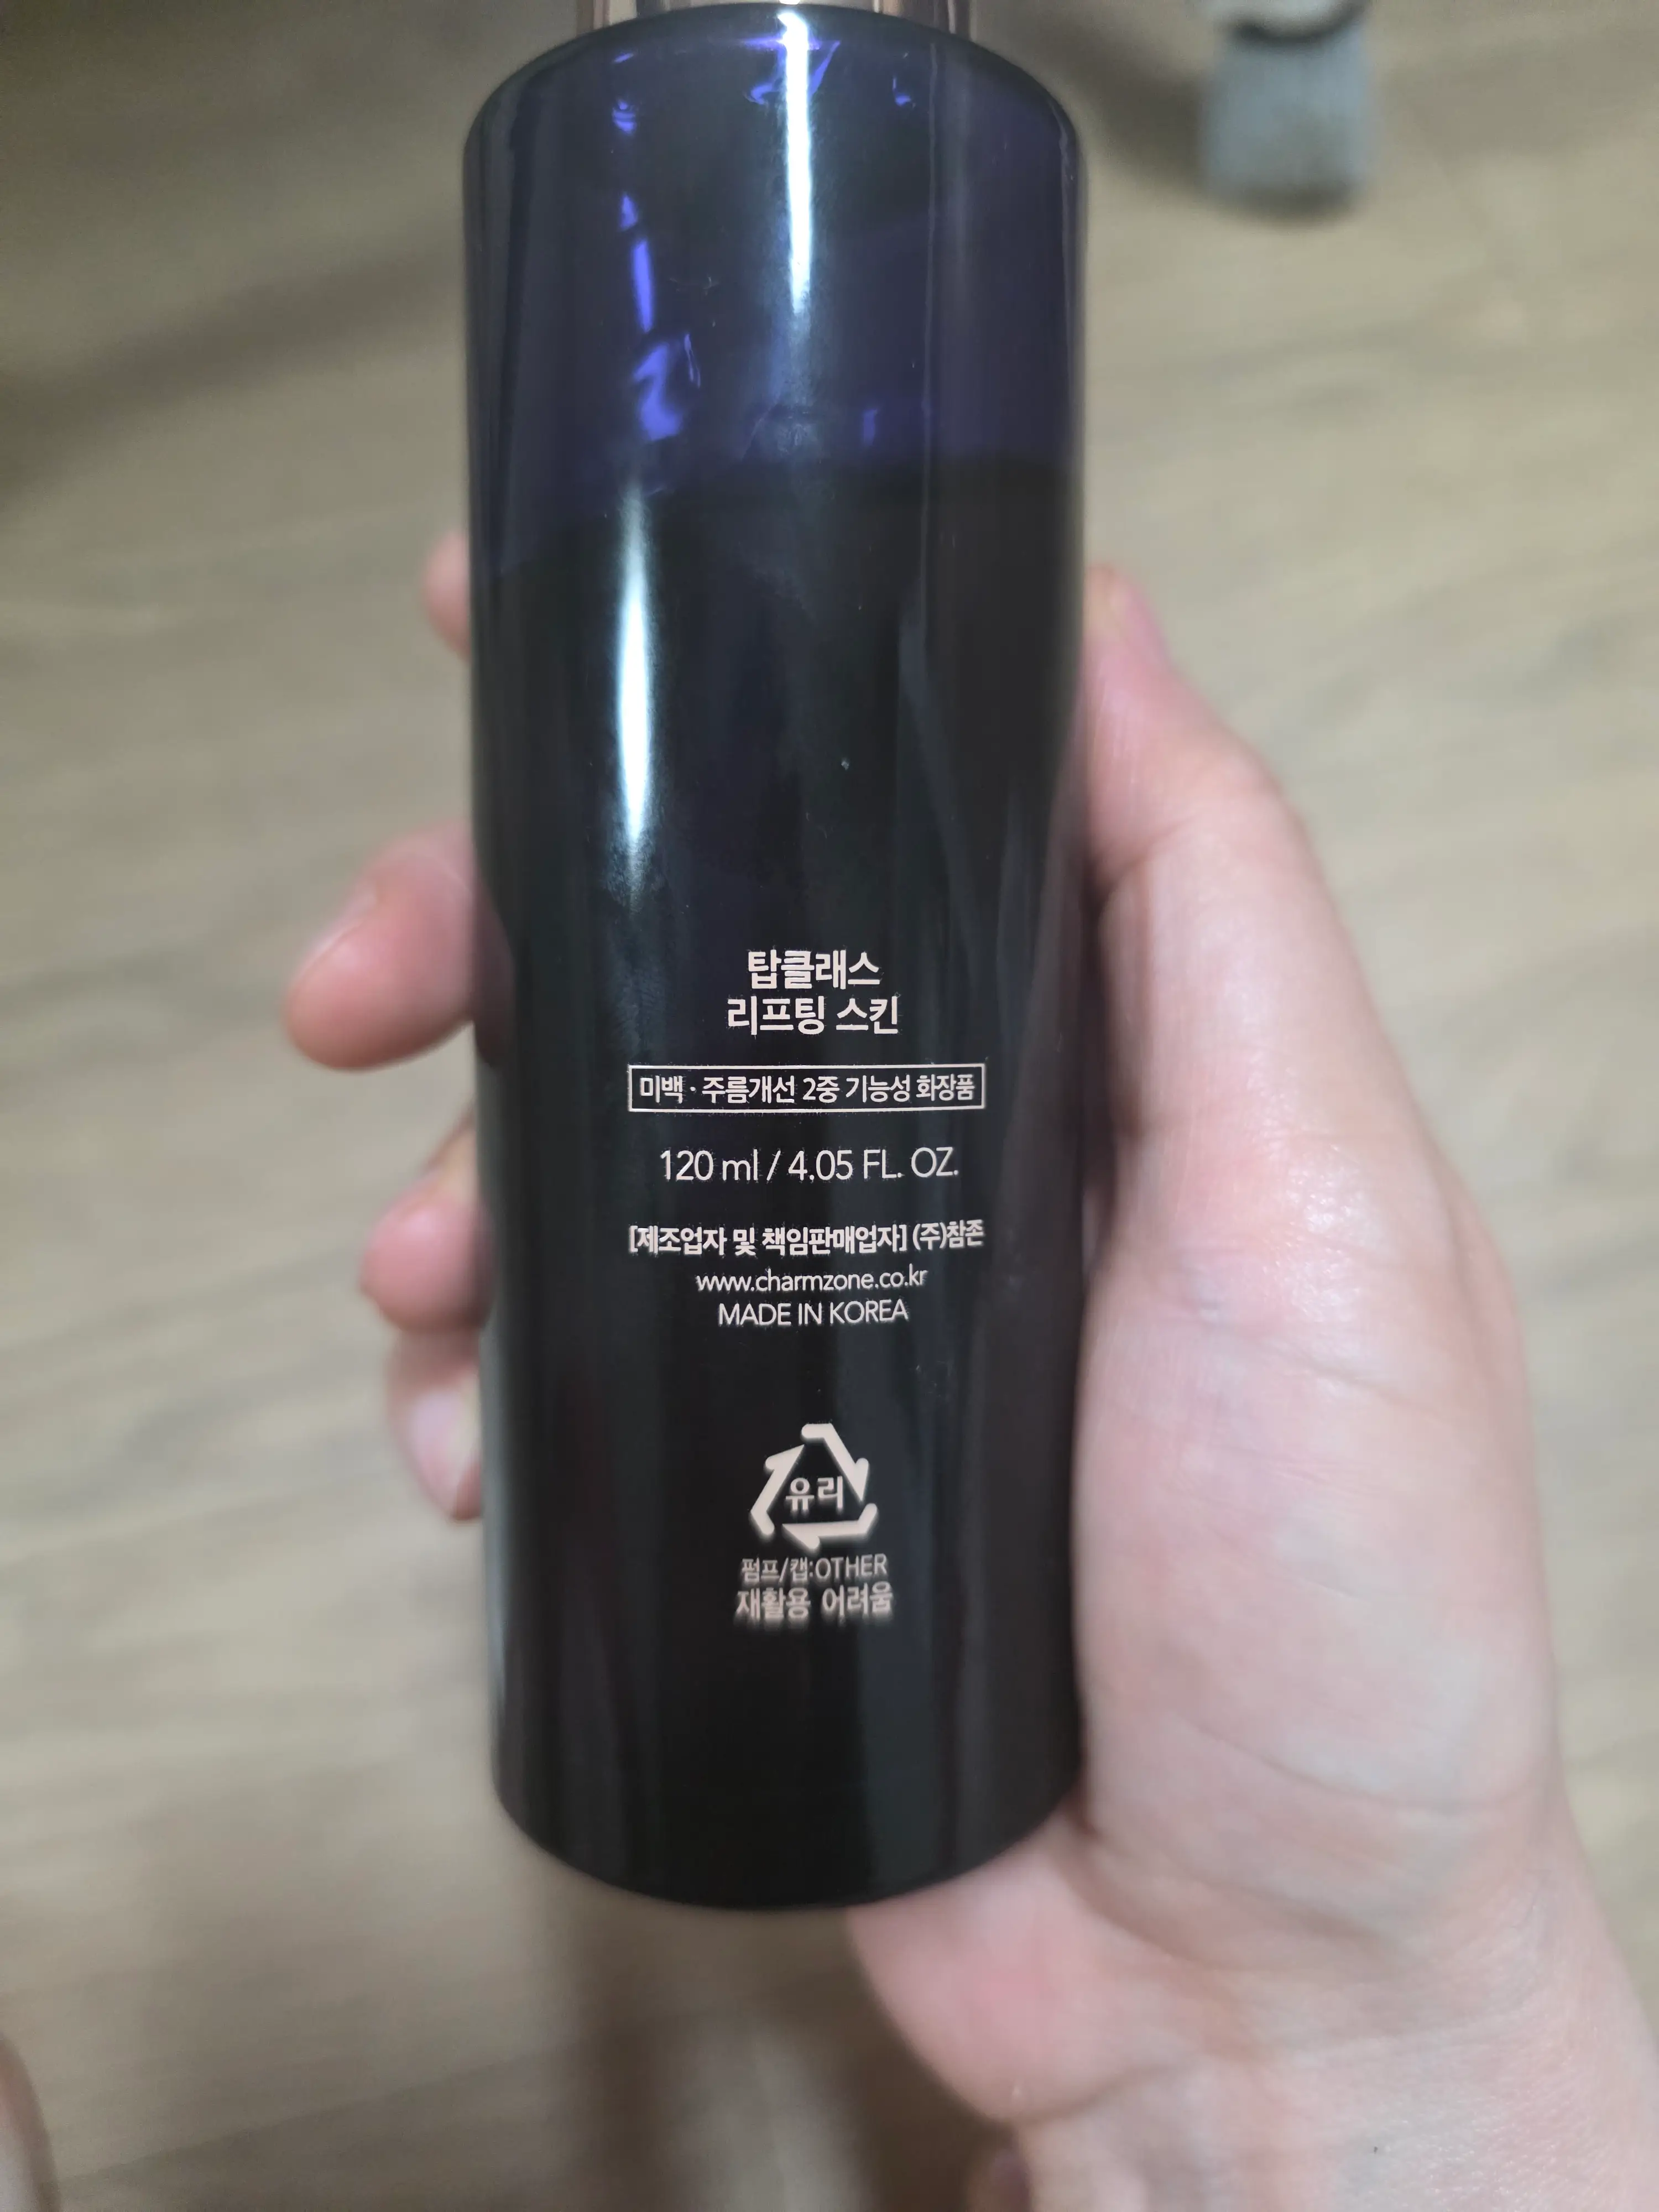 탑클래스
리프팅 스킨
미백 · 주름개선 2중 기능성 화장품
120 ml / 4.05 FL. OZ.
[제조업자 및 책임판매업자] (주)참존
www.charmzone.co.kr
MADE IN KOREA
유리
펌프/캡:OTHER
재활용 어려움